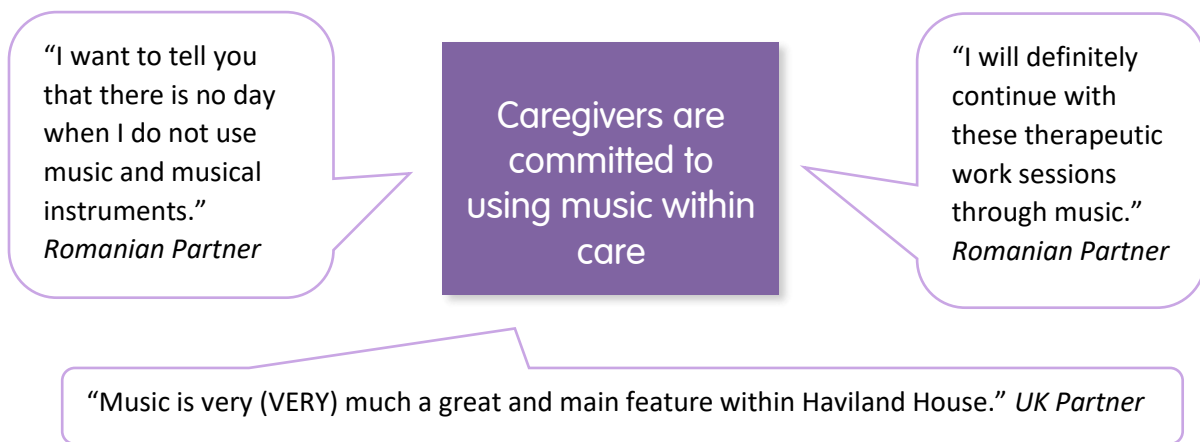 “I want to tell you
that there is no day
when I do not use
music and musical
instruments.”
Romanian Partner
Caregivers are
committed to
using music within
care
“I will definitely
continue with
these therapeutic
work sessions
through music.”
Romanian Partner
“Music is very (VERY) much a great and main feature within Haviland House.” UK Partner